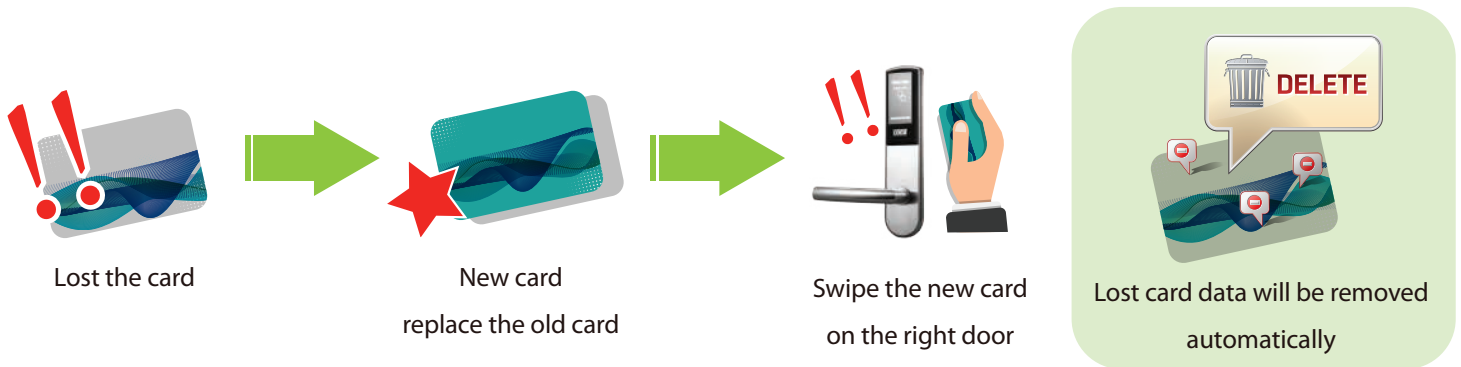 Lost the card
New card
replace the old card
Swipe the new card
on the right door
DELETE
Lost card data will be removed
automatically